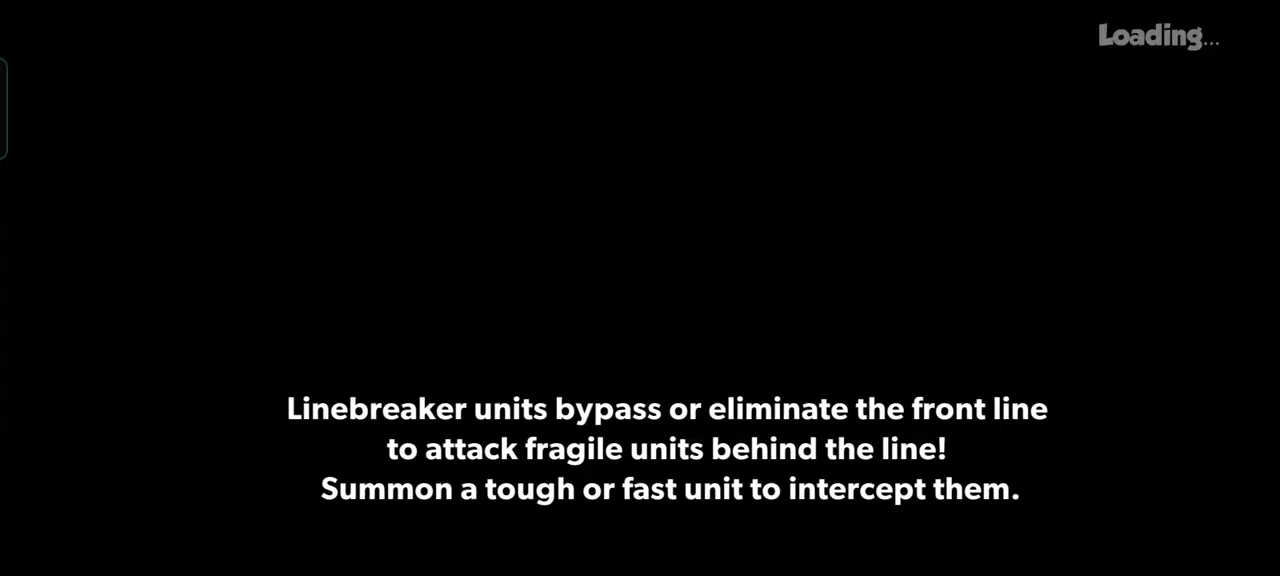 Loading...
Linebreaker units bypass or eliminate the front line
to attack fragile units behind the line!
Summon a tough or fast unit to intercept them.